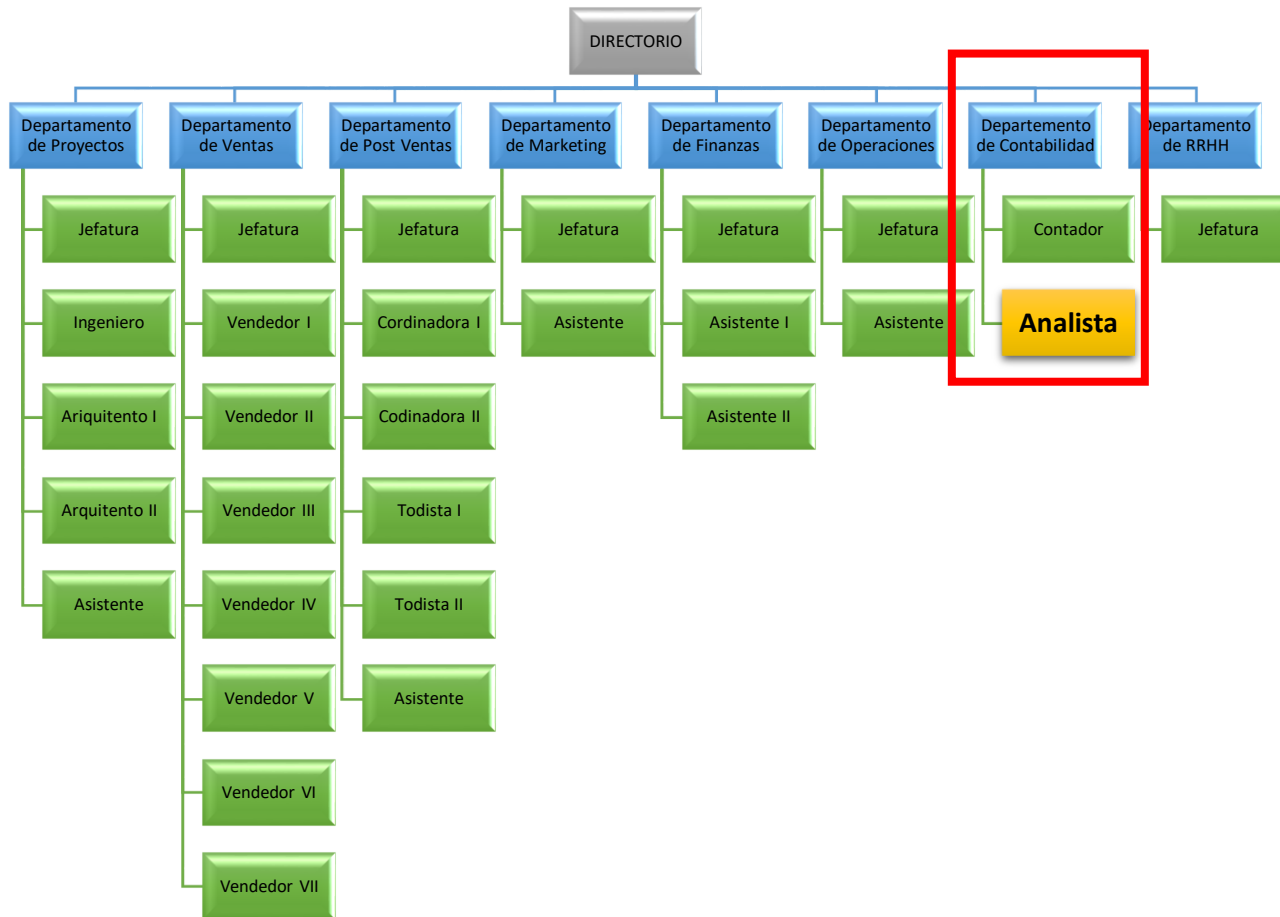 DIRECTORIO
Departamento
de Proyectos
Departamento
de Ventas
Departamento
de Post Ventas
Departamento
de Marketing
Departamento
de Finanzas
Departamento
de Operaciones
Departemento
de Contabilidad
Departamento
de RRHH
Jefatura
Jefatura
Jefatura
Jefatura
Jefatura
Jefatura
Contador
Jefatura
Ingeniero
Vendedor I
Cordinadora I
Asistente
Asistente I
Asistente
Analista
Ariquitento I
Vendedor II
Codinadora II
Asistente II
Arquitento II
Vendedor III
Todista I
Asistente
Vendedor IV
Todista II
Vendedor V
Asistente
Vendedor VI
Vendedor VII